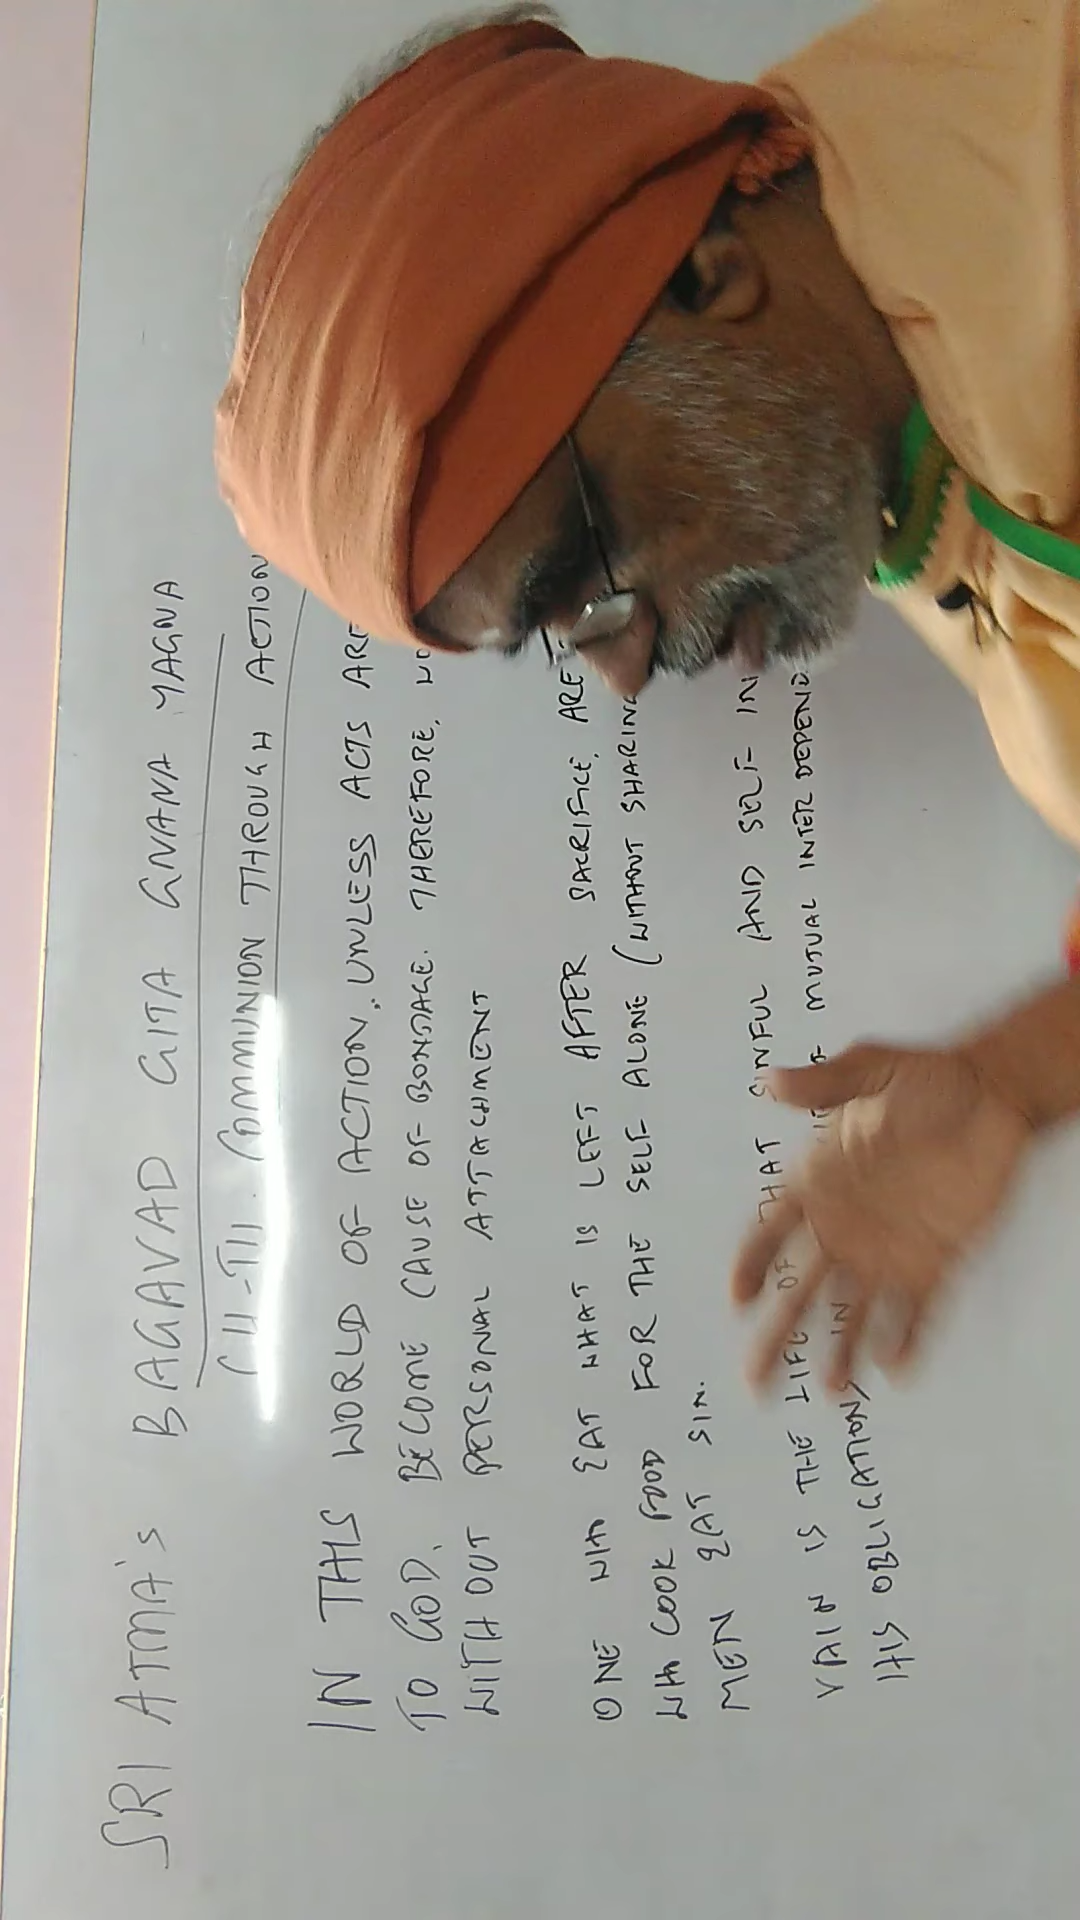 SRI ATMA's BAGAVAD GITA GNANA YAGNA
CH-III. COMMUNION THROUGH ACTION
IN THIS WORLD OF ACTION, UNLESS ACTS ARE
TO GOD, BECOME CAUSE OF BONDAGE. THEREFORE,
WITH OUT PERSONAL ATTACHMENT
ONE WHO EAT WHAT IS LEFT AFTER SACRIFICE, ARE
WHO COOK FOOD FOR THE SELF ALONE (WITHOUT SHARING
MEN EAT SIN.
VAIN IS THE LIFE OF THAT SINFUL AND SELF IN
HIS OBLIGATIONS IN MUTUAL INTER DEPEND